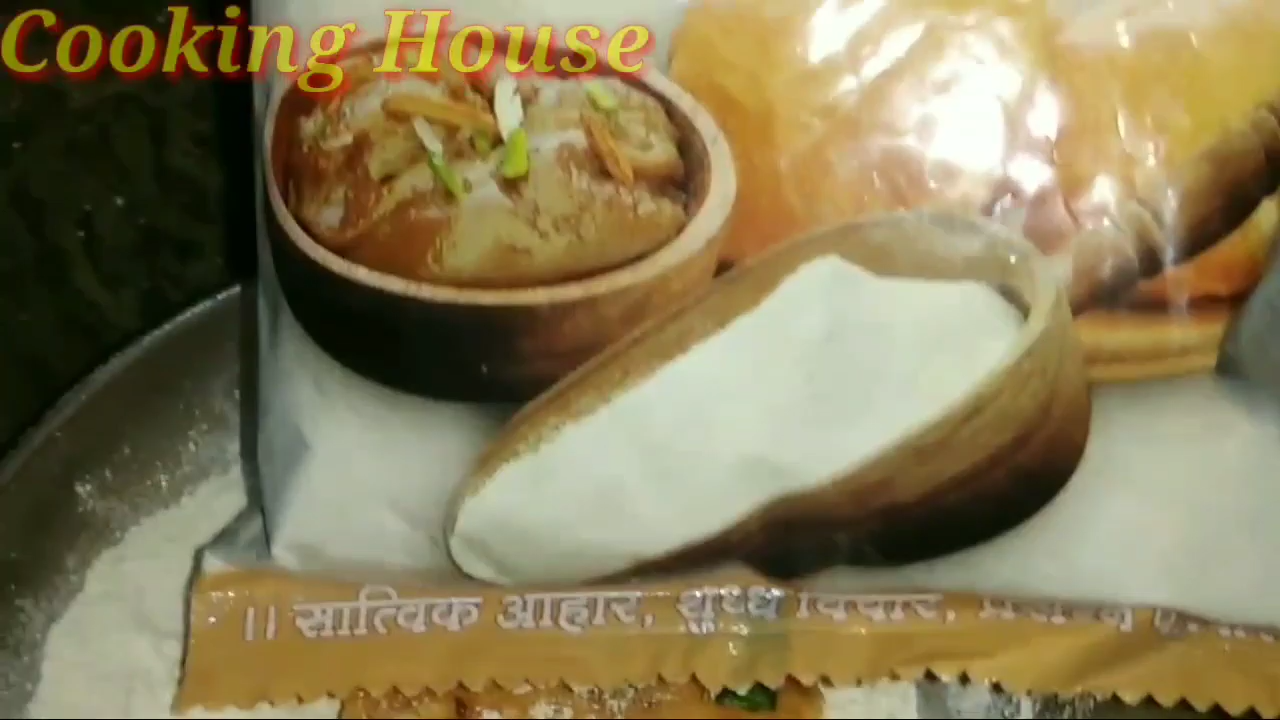 Cooking House
|| सात्विक आहार, शुध्ध विचार,